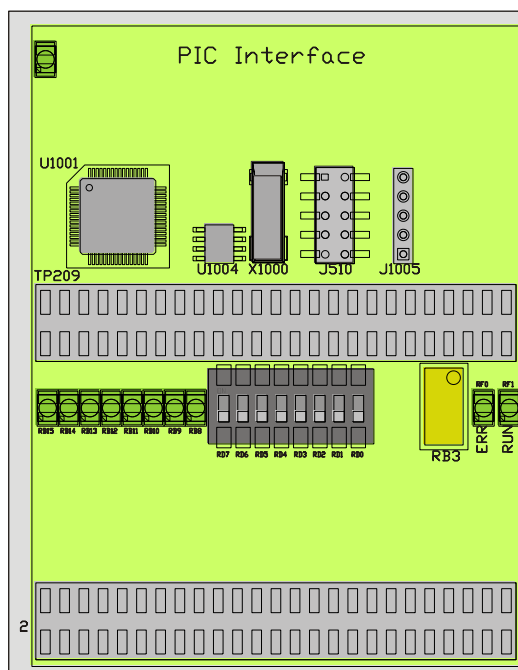 PIC Interface
U1001
U1004 X1000 J510 J1005
TP209
RF0 RF1
RB15 RB14 RB13 RB12 RB11 RB10 RB9 RB8
RD7 RD6 RD5 RD4 RD3 RD2 RD1 RD0
RB3
ERR
RUN
2